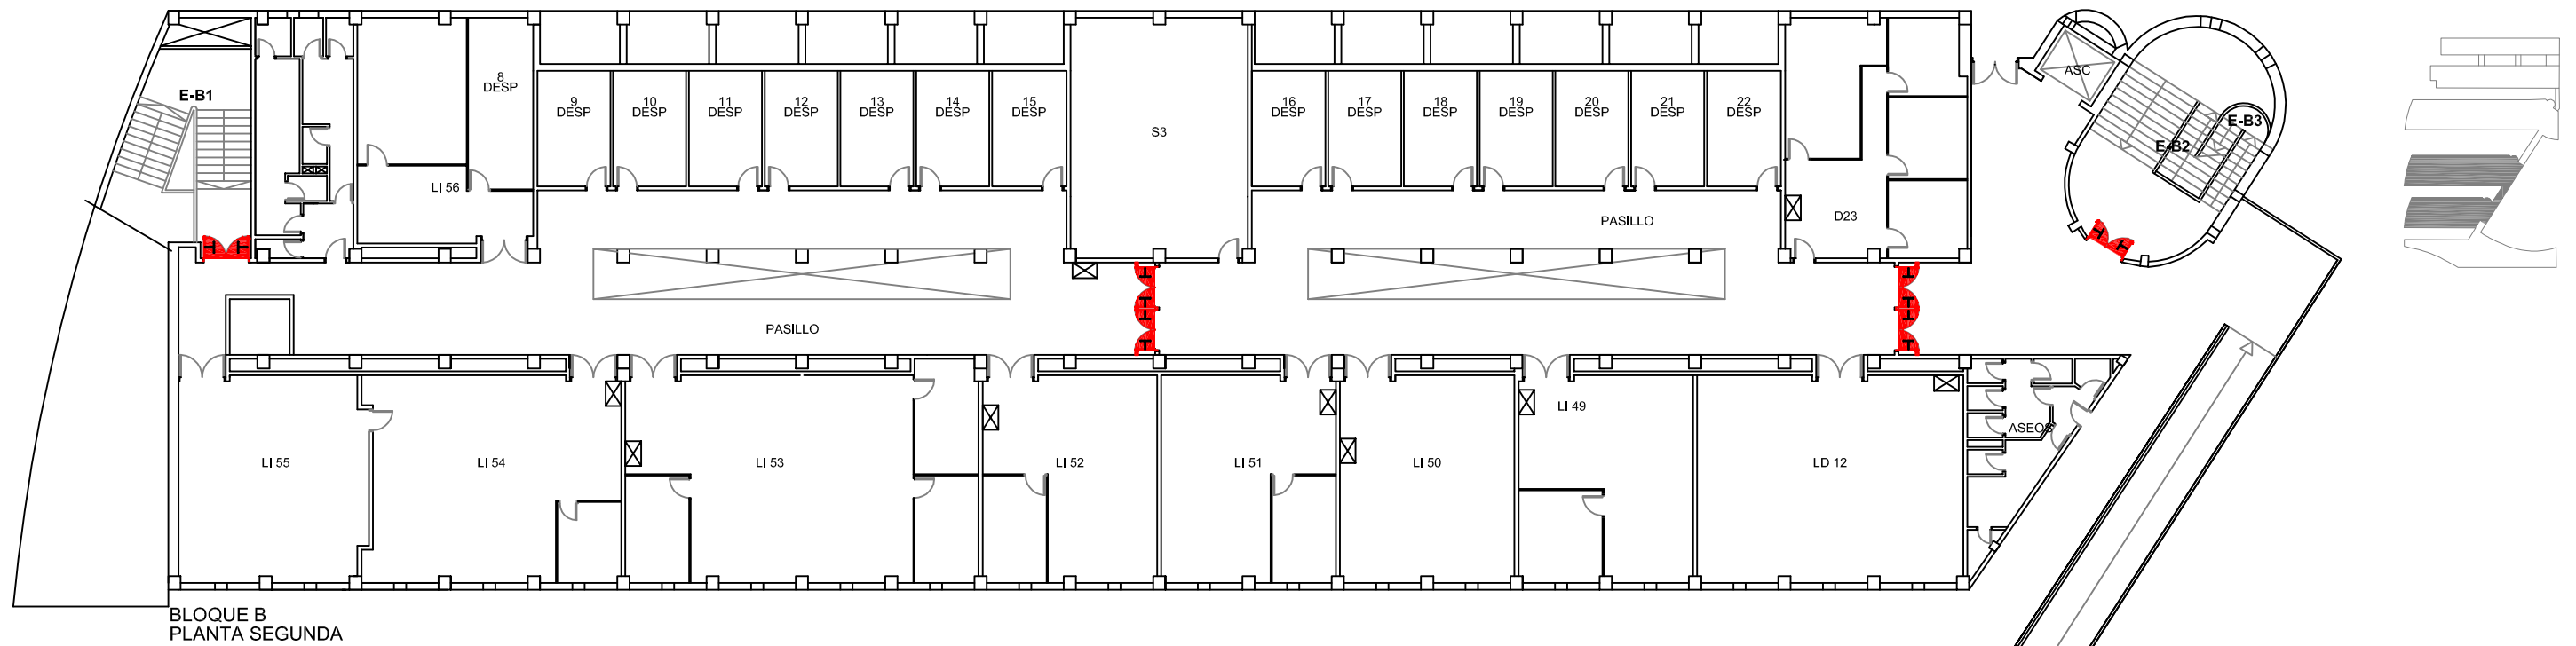 E-B1
8
DESP
9
DESP
10
DESP
11
DESP
12
DESP
13
DESP
14
DESP
15
DESP
S3
16
DESP
17
DESP
18
DESP
19
DESP
20
DESP
21
DESP
22
DESP
ASC
E-B3
E-B2
LI 56
D23
PASILLO
PASILLO
LI 55
LI 54
LI 53
LI 52
LI 51
LI 50
LI 49
LD 12
ASEOS
BLOQUE B
PLANTA SEGUNDA